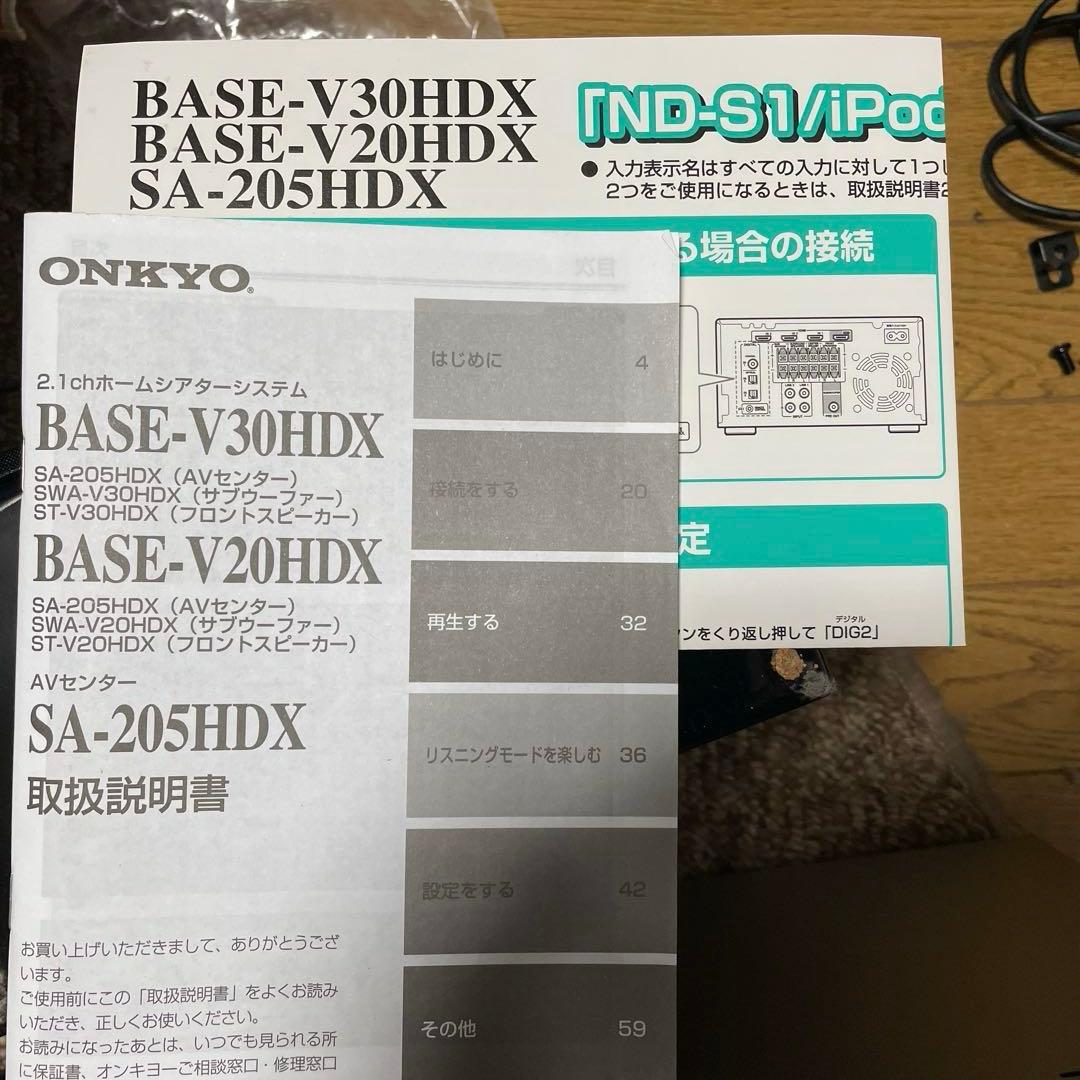 BASE-V30HDX
BASE-V20HDX
SA-205HDX
「ND-S1/iPod
● 入力表示名はすべての入力に対して1つ
2つをご使用になるときは、取扱説明書
る場合の接続
定
ンをくり返し押して「DIG2」
デジタル
ONKYO
2.1chホームシアターシステム
BASE-V30HDX
SA-205HDX（AVセンター）
SWA-V30HDX（サブウーファー）
ST-V30HDX（フロントスピーカー）
BASE-V20HDX
SA-205HDX（AVセンター）
SWA-V20HDX（サブウーファー）
ST-V20HDX（フロントスピーカー）
AVセンター
SA-205HDX
取扱説明書
お買い上げいただきまして、ありがとうござ
います。
ご使用前にこの「取扱説明書」をよくお読み
いただき、正しくお使いください。
お読みになったあとは、いつでも見られる所
に保証書、オンキヨーご相談窓口・修理窓口
はじめに 4
接続をする 20
再生する 32
リスニングモードを楽しむ 36
設定をする 42
その他 59